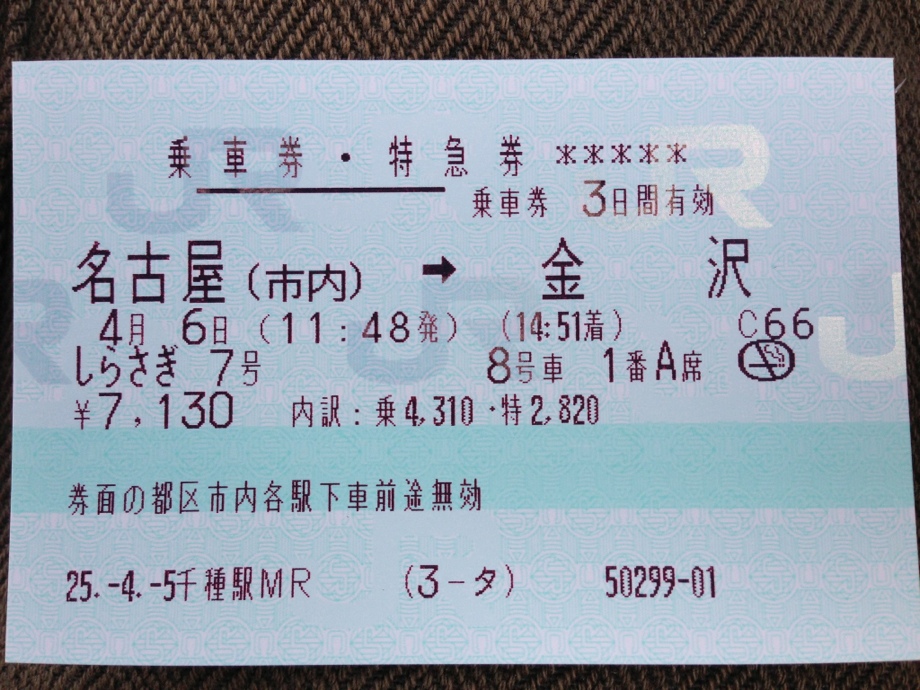 乗車券・特急券 *****
乗車券 3日間有効
名古屋(市内) → 金沢
4月 6日 (11:48発) (14:51着) C66
しらさぎ 7号 8号車 1番A席
¥7,130 内訳:乗4,310・特2,820
券面の都区市内各駅下車前途無効
25.-4.-5千種駅MR (3-タ) 50299-01